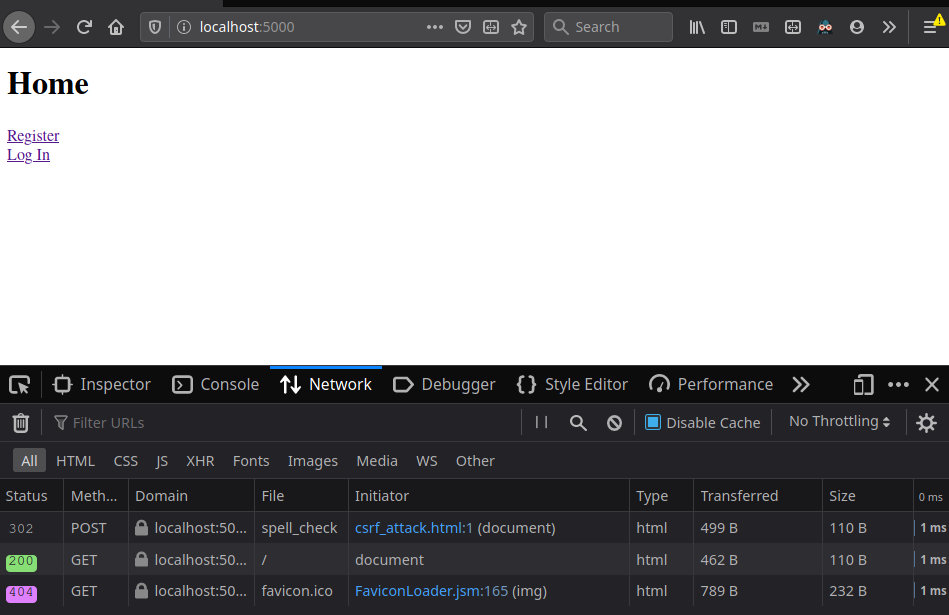 localhost:5000 Search
Home
Register
Log In
Inspector Console Network Debugger Style Editor Performance
Filter URLs Disable Cache No Throttling
All HTML CSS JS XHR Fonts Images Media WS Other
Status Meth... Domain File Initiator Type Transferred Size 0 ms
302 POST localhost:50... spell_check csrf_attack.html:1 (document) html 499 B 110 B 1 ms
200 GET localhost:50... / document html 462 B 110 B 1 ms
404 GET localhost:50... favicon.ico FaviconLoader.jsm:165 (img) html 789 B 232 B 1 ms